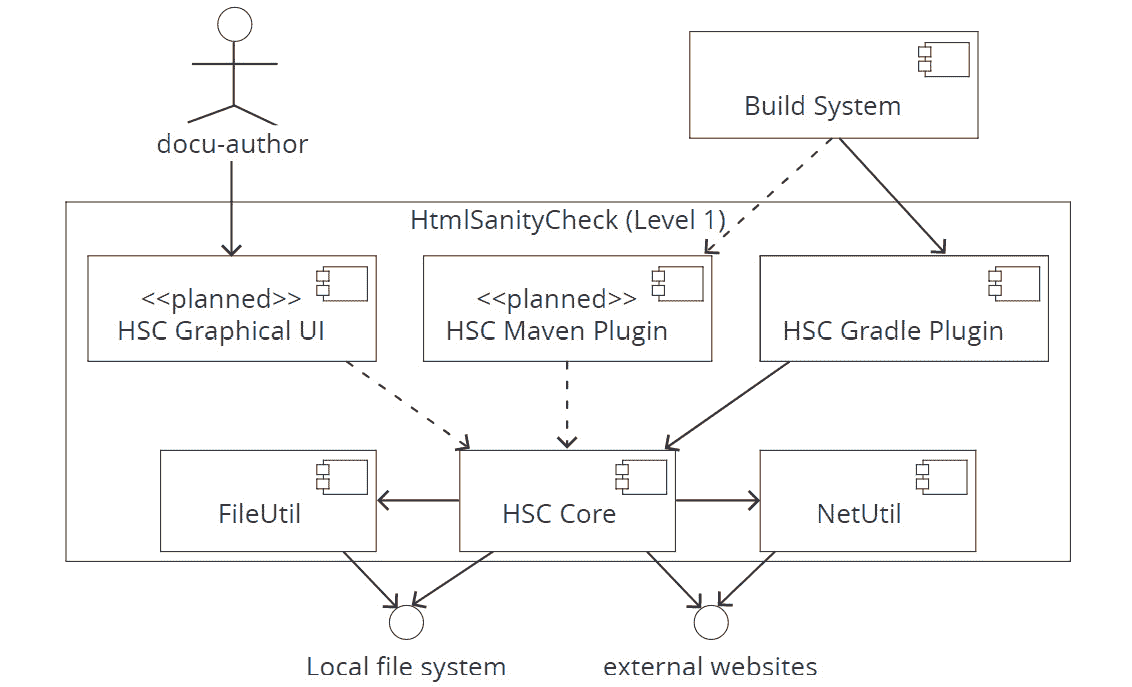 docu-author
Build System
HtmlSanityCheck (Level 1)
<<planned>>
HSC Graphical UI
<<planned>>
HSC Maven Plugin
HSC Gradle Plugin
FileUtil
HSC Core
NetUtil
Local file system
external websites